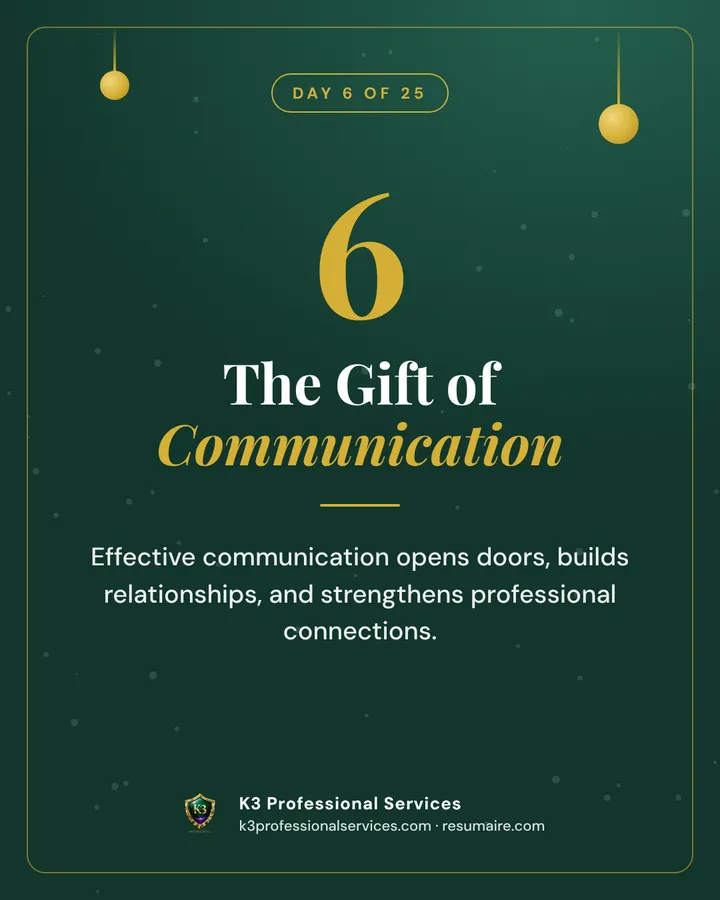 DAY 6 OF 25
6
The Gift of
Communication
Effective communication opens doors, builds
relationships, and strengthens professional
connections.
K3
K3 Professional Services
k3professionalservices.com · resumaire.com